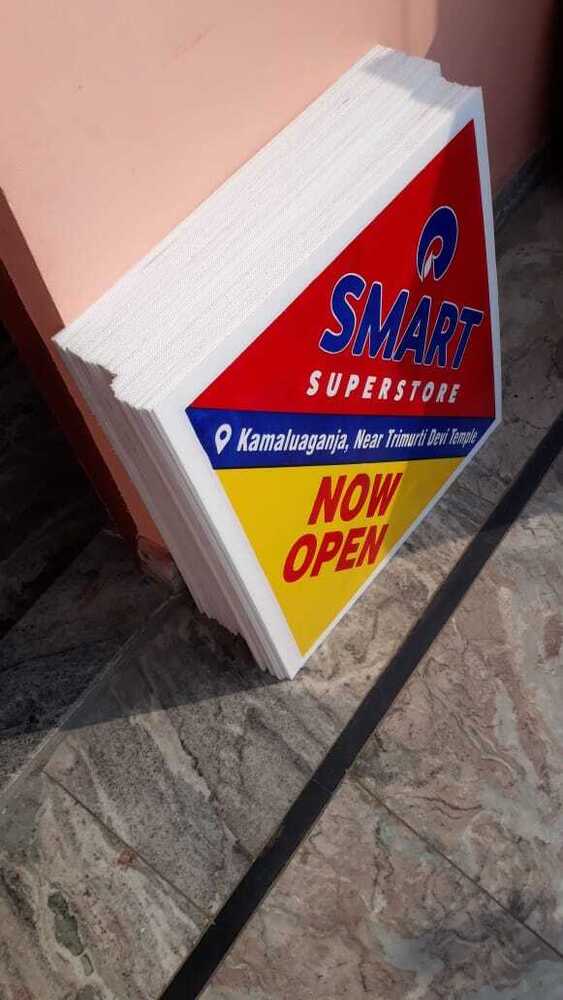 SMART
SUPERSTORE
Kamaluaganja, Near Trimurti Devi Temple
NOW
OPEN